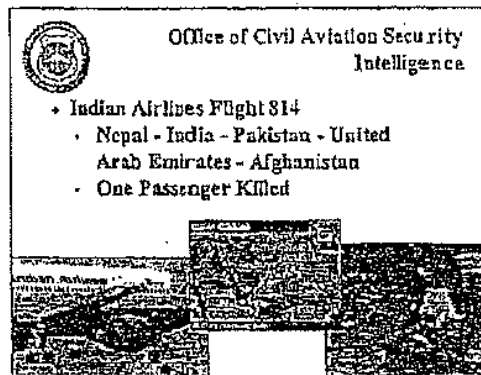 Office of Civil Aviation Security
Intelligence
Indian Airlines Flight 814
Nepal - India - Pakistan - United
Arab Emirates - Afghanistan
One Passenger Killed